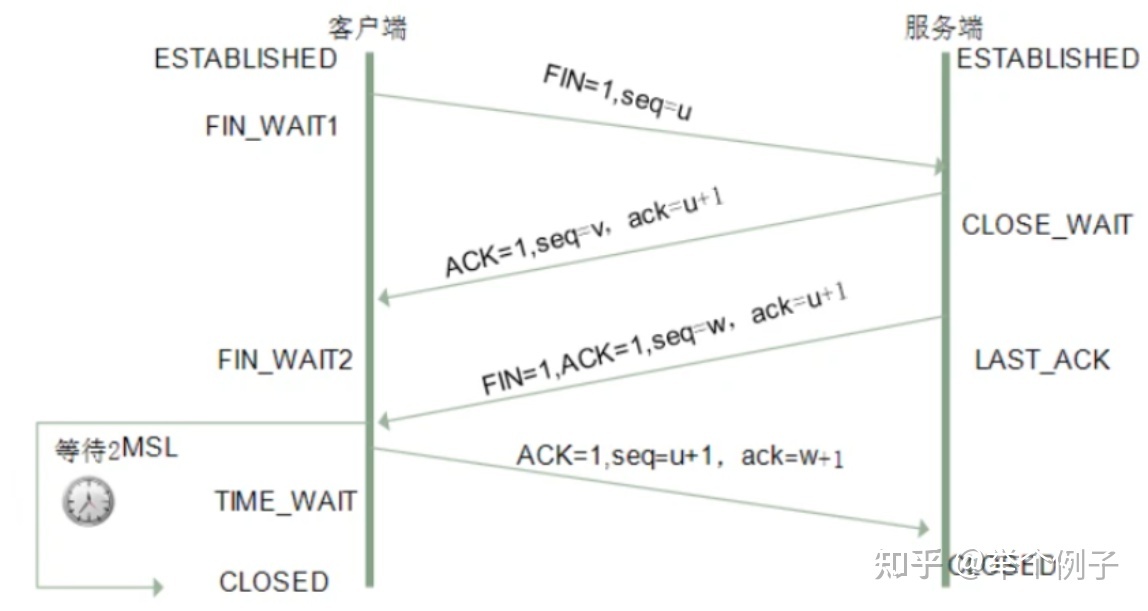 客户端
服务端
ESTABLISHED
ESTABLISHED
FIN=1,seq=u
FIN_WAIT1
ACK=1,seq=v，ack=u+1
CLOSE_WAIT
FIN=1,ACK=1,seq=w，ack=u+1
FIN_WAIT2
LAST_ACK
等待2MSL
ACK=1,seq=u+1，ack=w+1
TIME_WAIT
CLOSED
CLOSED
知乎 @举个例子